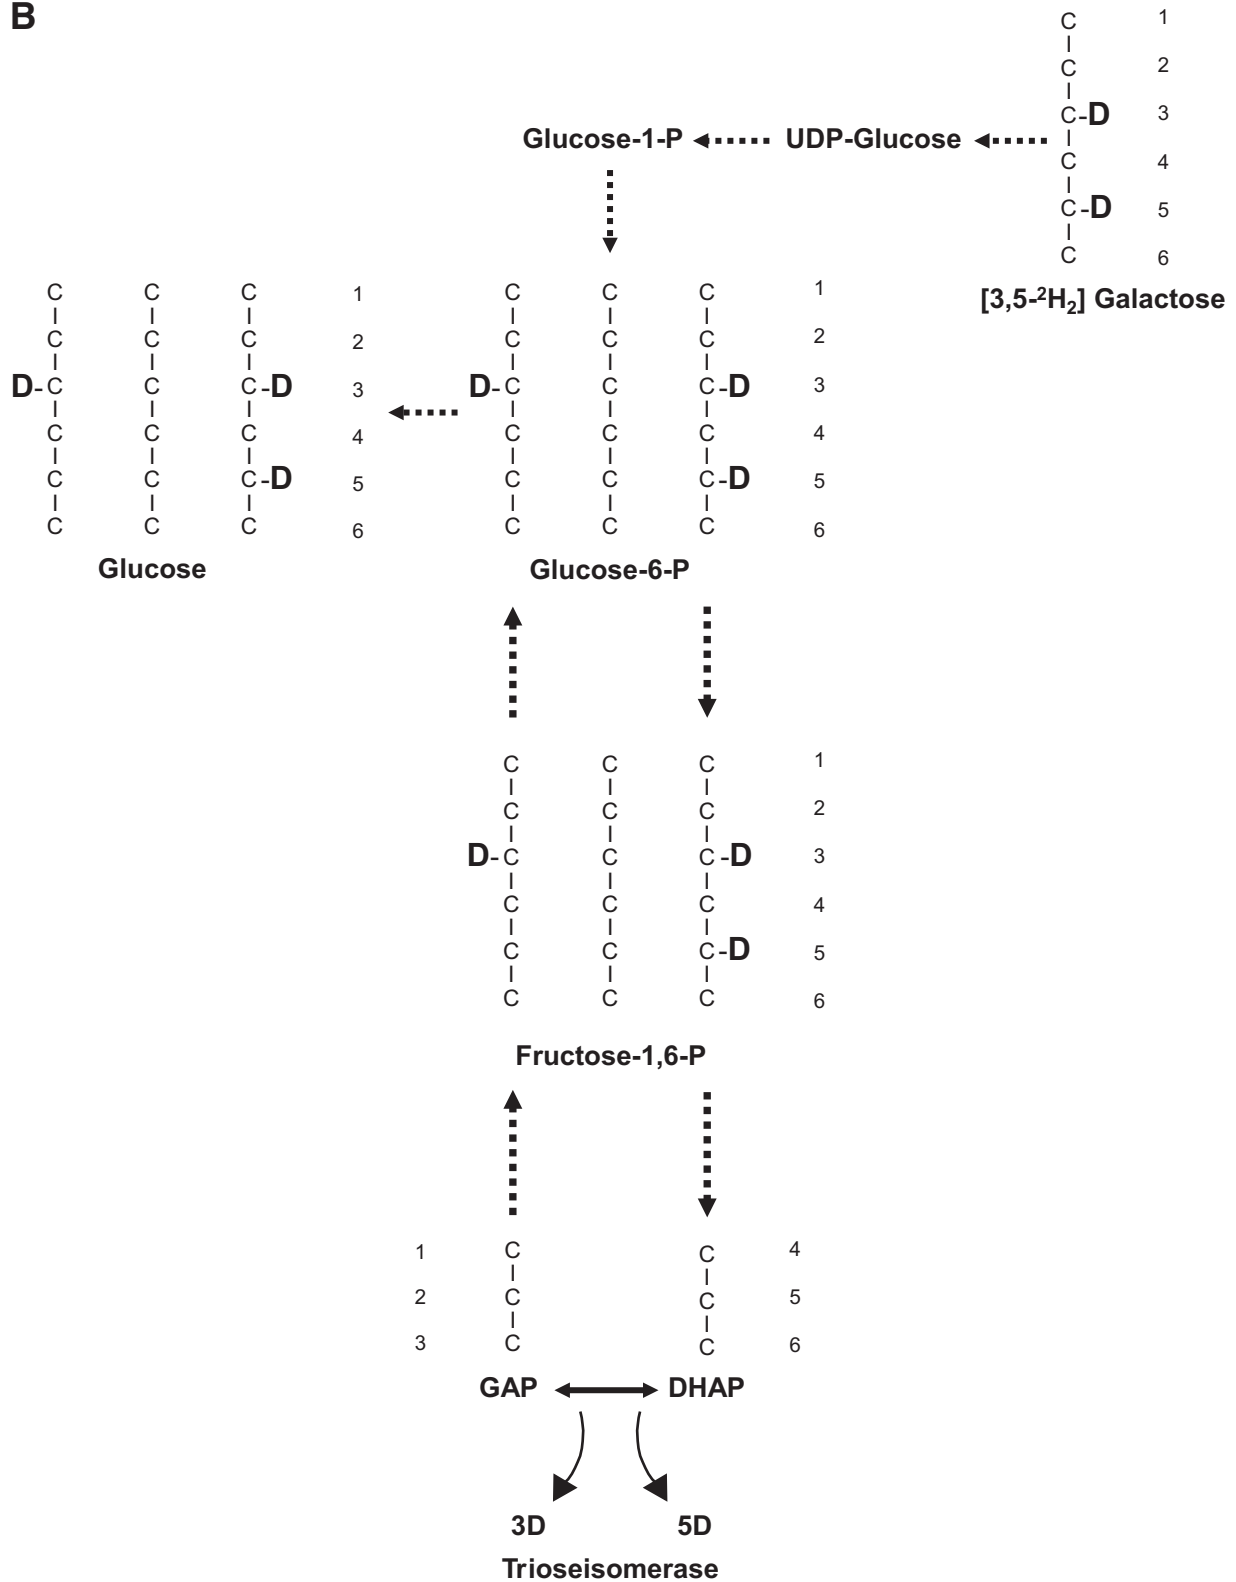 B
C 1
C 2
C-D 3
Glucose-1-P UDP-Glucose
C 4
C-D 5
C 6
[3,5-²H₂] Galactose
C C C 1 C C C 1
C C C 2 C C C 2
D-C C C-D 3 D-C C C-D 3
C C C 4 C C C 4
C C C-D 5 C C C-D 5
C C C 6 C C C 6
Glucose Glucose-6-P
C C C 1
C C C 2
D-C C C-D 3
C C C 4
C C C-D 5
C C C 6
Fructose-1,6-P
1 C C 4
2 C C 5
3 C C 6
GAP DHAP
3D 5D
Trioseisomerase